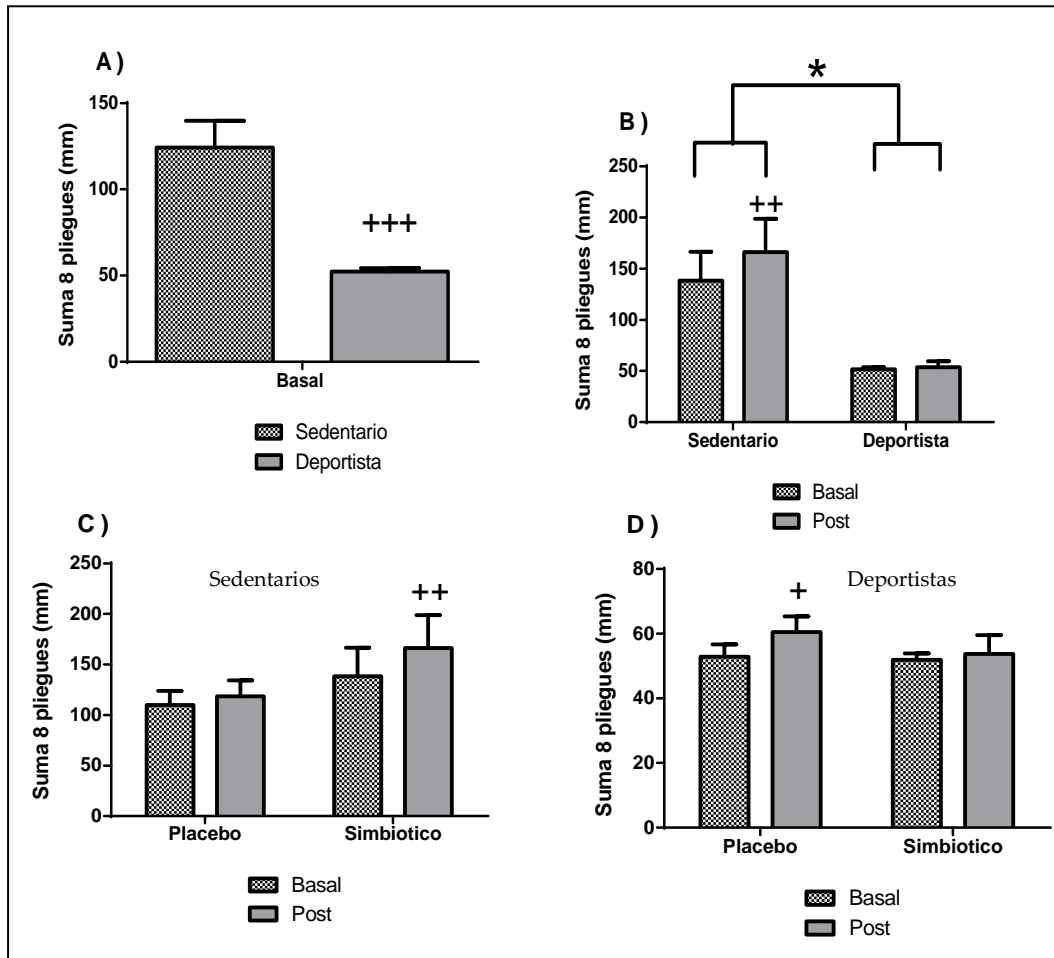 A)
Suma 8 pliegues (mm)
150
100
50
0
+++
Basal
Sedentario
Deportista
*
B)
Suma 8 pliegues (mm)
250
200
150
100
50
0
++
Sedentario Deportista
Basal
Post
C)
Sedentarios
Suma 8 pliegues (mm)
250
200
150
100
50
0
++
Placebo Simbiotico
Basal
Post
D)
Deportistas
Suma 8 pliegues (mm)
80
60
40
20
0
+
Placebo Simbiotico
Basal
Post